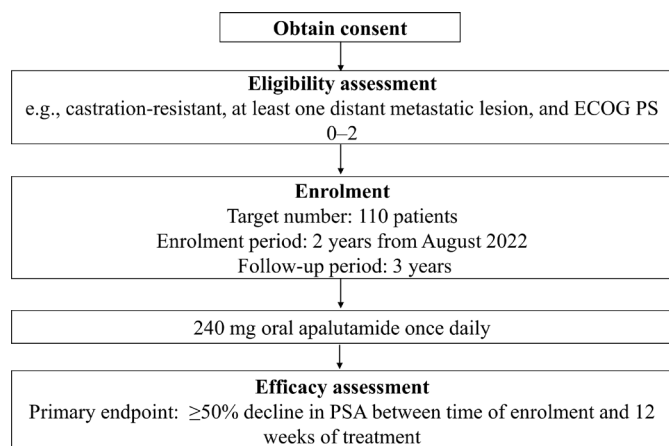 Obtain consent
Eligibility assessment
e.g., castration-resistant, at least one distant metastatic lesion, and ECOG PS
0–2
Enrolment
Target number: 110 patients
Enrolment period: 2 years from August 2022
Follow-up period: 3 years
240 mg oral apalutamide once daily
Efficacy assessment
Primary endpoint: ≥50% decline in PSA between time of enrolment and 12
weeks of treatment